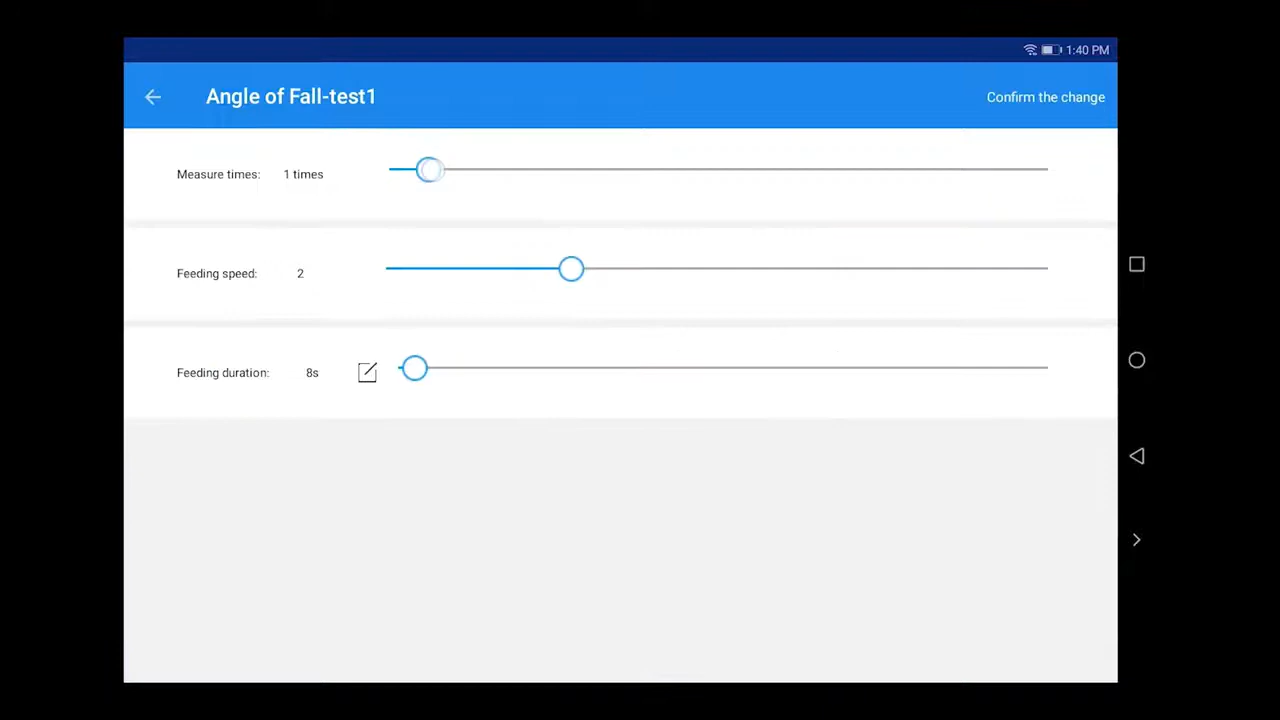 1:40 PM
Angle of Fall-test1
Confirm the change
Measure times: 1 times
Feeding speed: 2
Feeding duration: 8s